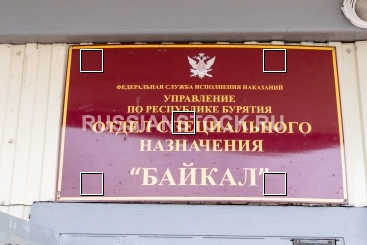 ФЕДЕРАЛЬНАЯ СЛУЖБА ИСПОЛНЕНИЯ НАКАЗАНИЙ
УПРАВЛЕНИЕ
ПО РЕСПУБЛИКЕ БУРЯТИЯ
RUSSIANSTOCK.RU
ОТДЕЛ СПЕЦИАЛЬНОГО
НАЗНАЧЕНИЯ
“БАЙКАЛ”